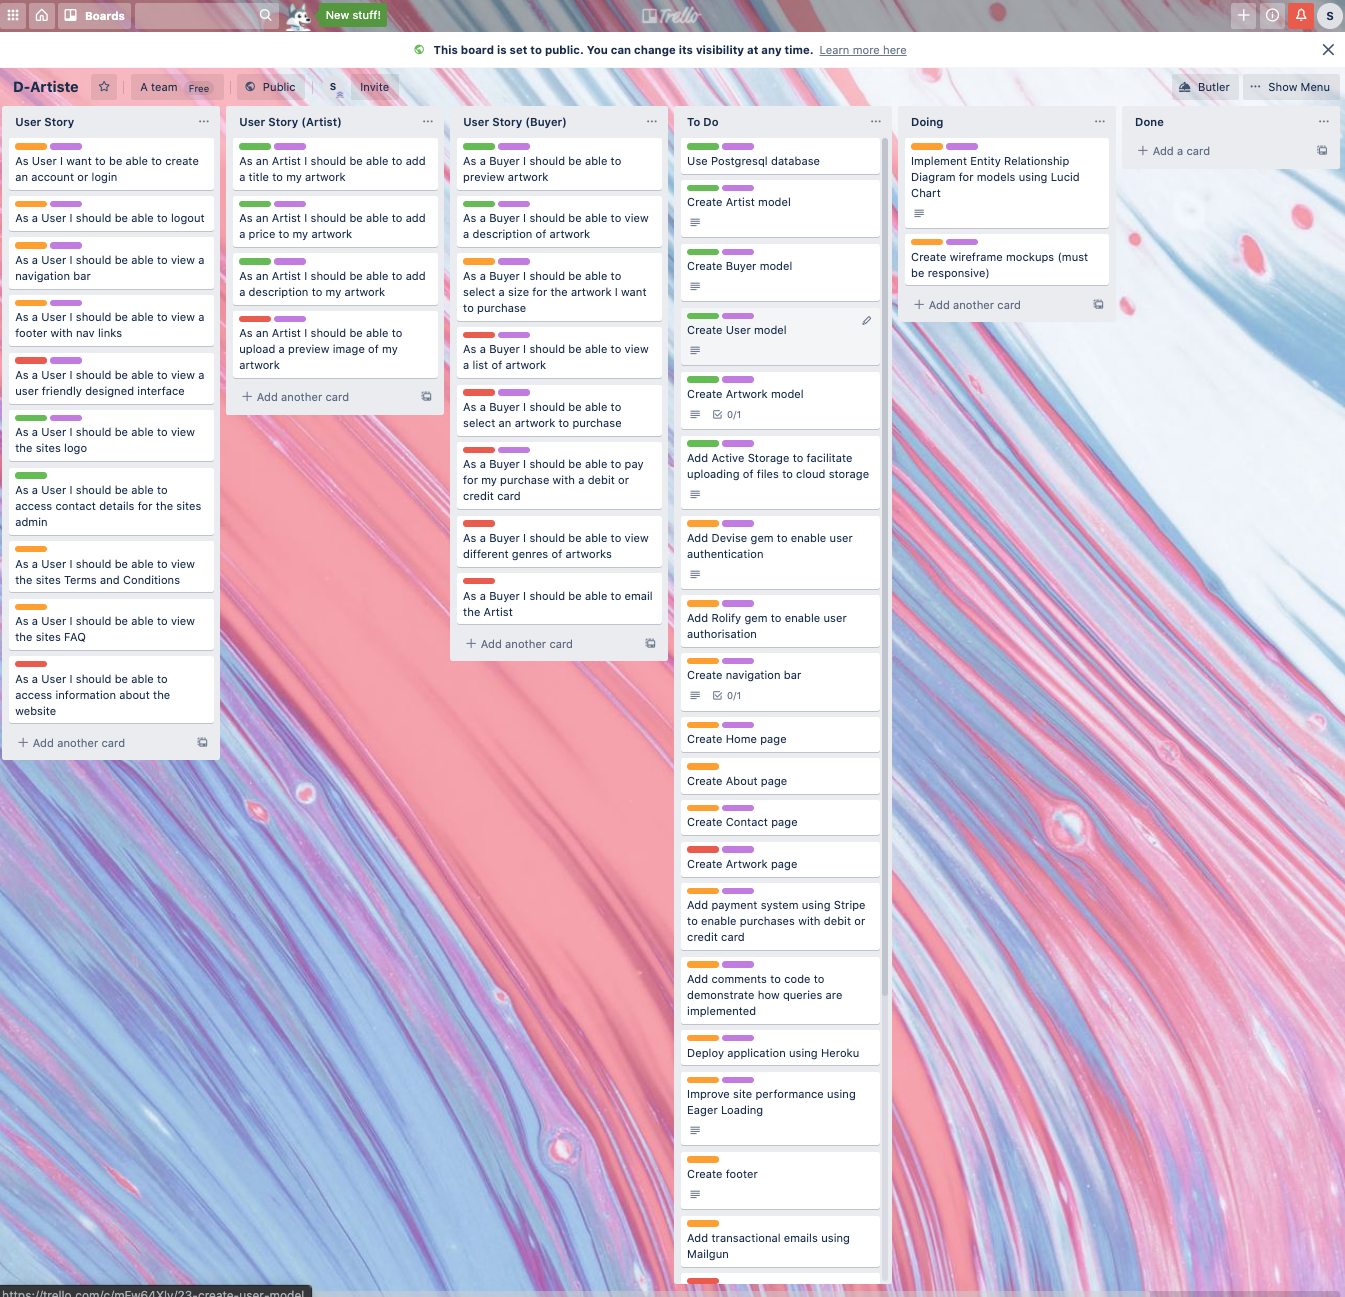 Boards
New stuff!
Trello
S
This board is set to public. You can change its visibility at any time. Learn more here
D-Artiste
A team Free
Public
S
Invite
Butler
Show Menu
User Story
As User I want to be able to create
an account or login
As a User I should be able to logout
As a User I should be able to view a
navigation bar
As a User I should be able to view a
footer with nav links
As a User I should be able to view a
user friendly designed interface
As a User I should be able to view
the sites logo
As a User I should be able to
access contact details for the sites
admin
As a User I should be able to view
the sites Terms and Conditions
As a User I should be able to view
the sites FAQ
As a User I should be able to
access information about the
website
+ Add another card
User Story (Artist)
As an Artist I should be able to add
a title to my artwork
As an Artist I should be able to add
a price to my artwork
As an Artist I should be able to add
a description to my artwork
As an Artist I should be able to
upload a preview image of my
artwork
+ Add another card
User Story (Buyer)
As a Buyer I should be able to
preview artwork
As a Buyer I should be able to view
a description of artwork
As a Buyer I should be able to
select a size for the artwork I want
to purchase
As a Buyer I should be able to view
a list of artwork
As a Buyer I should be able to
select an artwork to purchase
As a Buyer I should be able to pay
for my purchase with a debit or
credit card
As a Buyer I should be able to view
different genres of artworks
As a Buyer I should be able to email
the Artist
+ Add another card
To Do
Use Postgresql database
Create Artist model
Create Buyer model
Create User model
Create Artwork model
0/1
Add Active Storage to facilitate
uploading of files to cloud storage
Add Devise gem to enable user
authentication
Add Rolify gem to enable user
authorisation
Create navigation bar
0/1
Create Home page
Create About page
Create Contact page
Create Artwork page
Add payment system using Stripe
to enable purchases with debit or
credit card
Add comments to code to
demonstrate how queries are
implemented
Deploy application using Heroku
Improve site performance using
Eager Loading
Create footer
Add transactional emails using
Mailgun
Doing
Implement Entity Relationship
Diagram for models using Lucid
Chart
Create wireframe mockups (must
be responsive)
+ Add another card
Done
+ Add a card